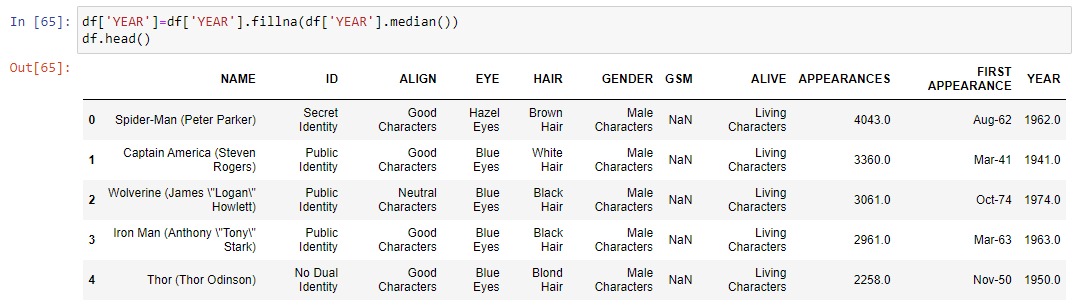 In [65]: df['YEAR']=df['YEAR'].fillna(df['YEAR'].median())
df.head()
Out[65]:
NAME ID ALIGN EYE HAIR GENDER GSM ALIVE APPEARANCES FIRST APPEARANCE YEAR
0 Spider-Man (Peter Parker) Secret Identity Good Characters Hazel Eyes Brown Hair Male Characters NaN Living Characters 4043.0 Aug-62 1962.0
1 Captain America (Steven Rogers) Public Identity Good Characters Blue Eyes White Hair Male Characters NaN Living Characters 3360.0 Mar-41 1941.0
2 Wolverine (James \"Logan\" Howlett) Public Identity Neutral Characters Blue Eyes Black Hair Male Characters NaN Living Characters 3061.0 Oct-74 1974.0
3 Iron Man (Anthony \"Tony\" Stark) Public Identity Good Characters Blue Eyes Black Hair Male Characters NaN Living Characters 2961.0 Mar-63 1963.0
4 Thor (Thor Odinson) No Dual Identity Good Characters Blue Eyes Blond Hair Male Characters NaN Living Characters 2258.0 Nov-50 1950.0